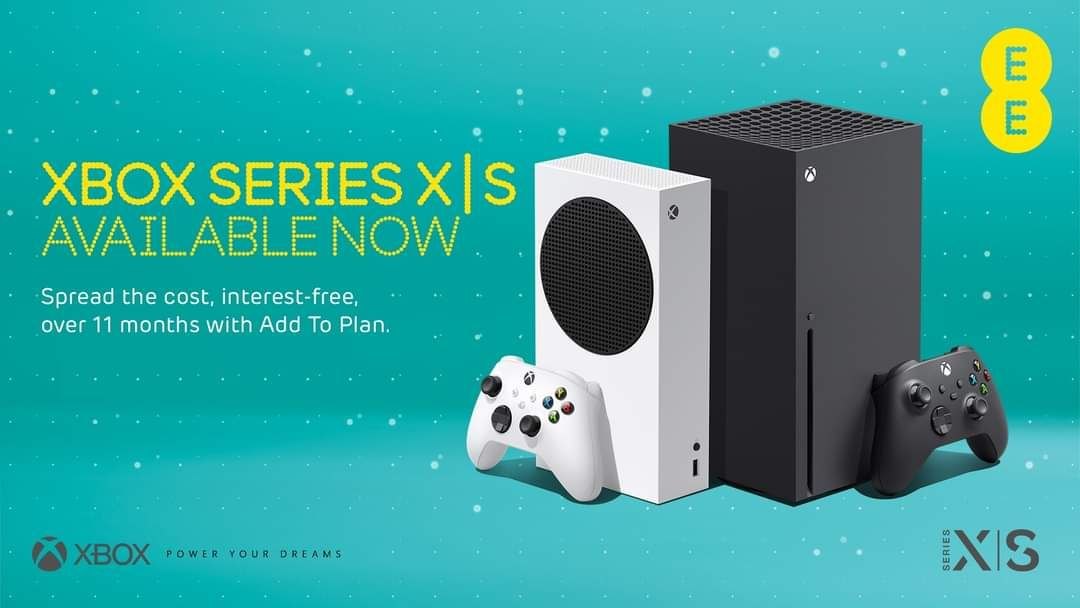 EE
XBOX SERIES X|S
AVAILABLE NOW
Spread the cost, interest-free,
over 11 months with Add To Plan.
XBOX POWER YOUR DREAMS
SERIES X|S